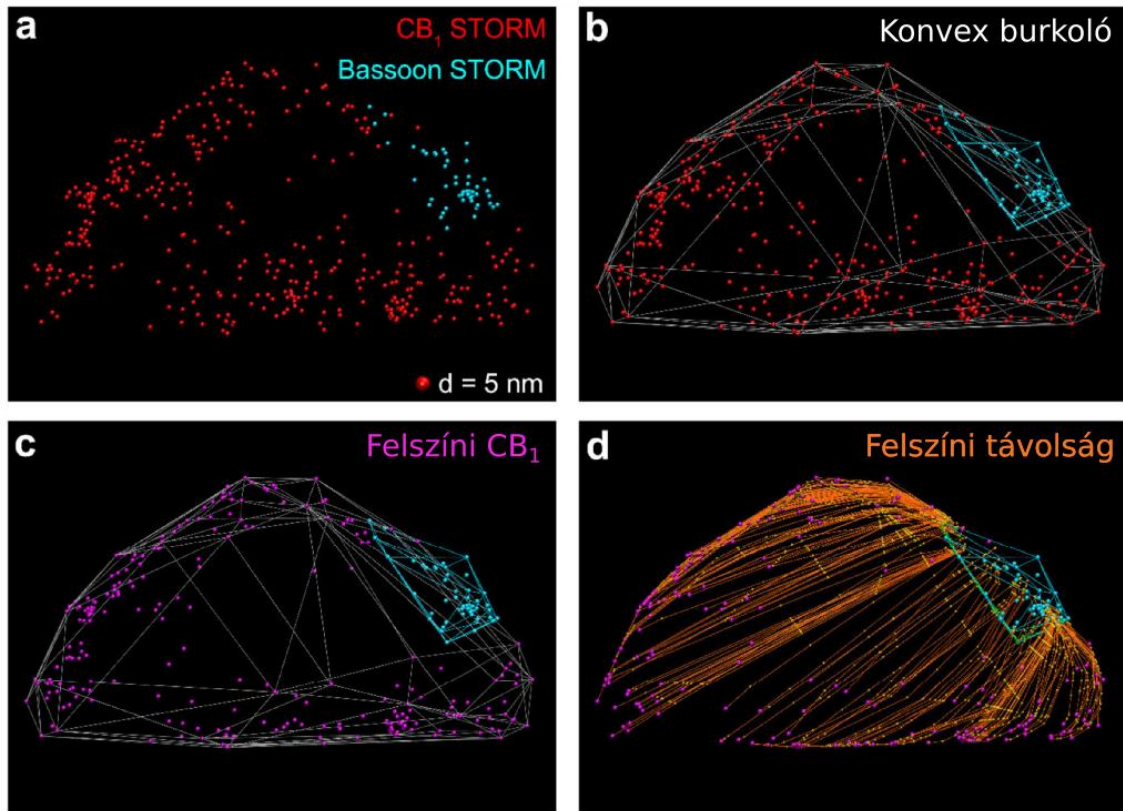 a
CB₁ STORM
Bassoon STORM
d = 5 nm
b
Konvex burkoló
c
Felszíni CB₁
d
Felszíni távolság